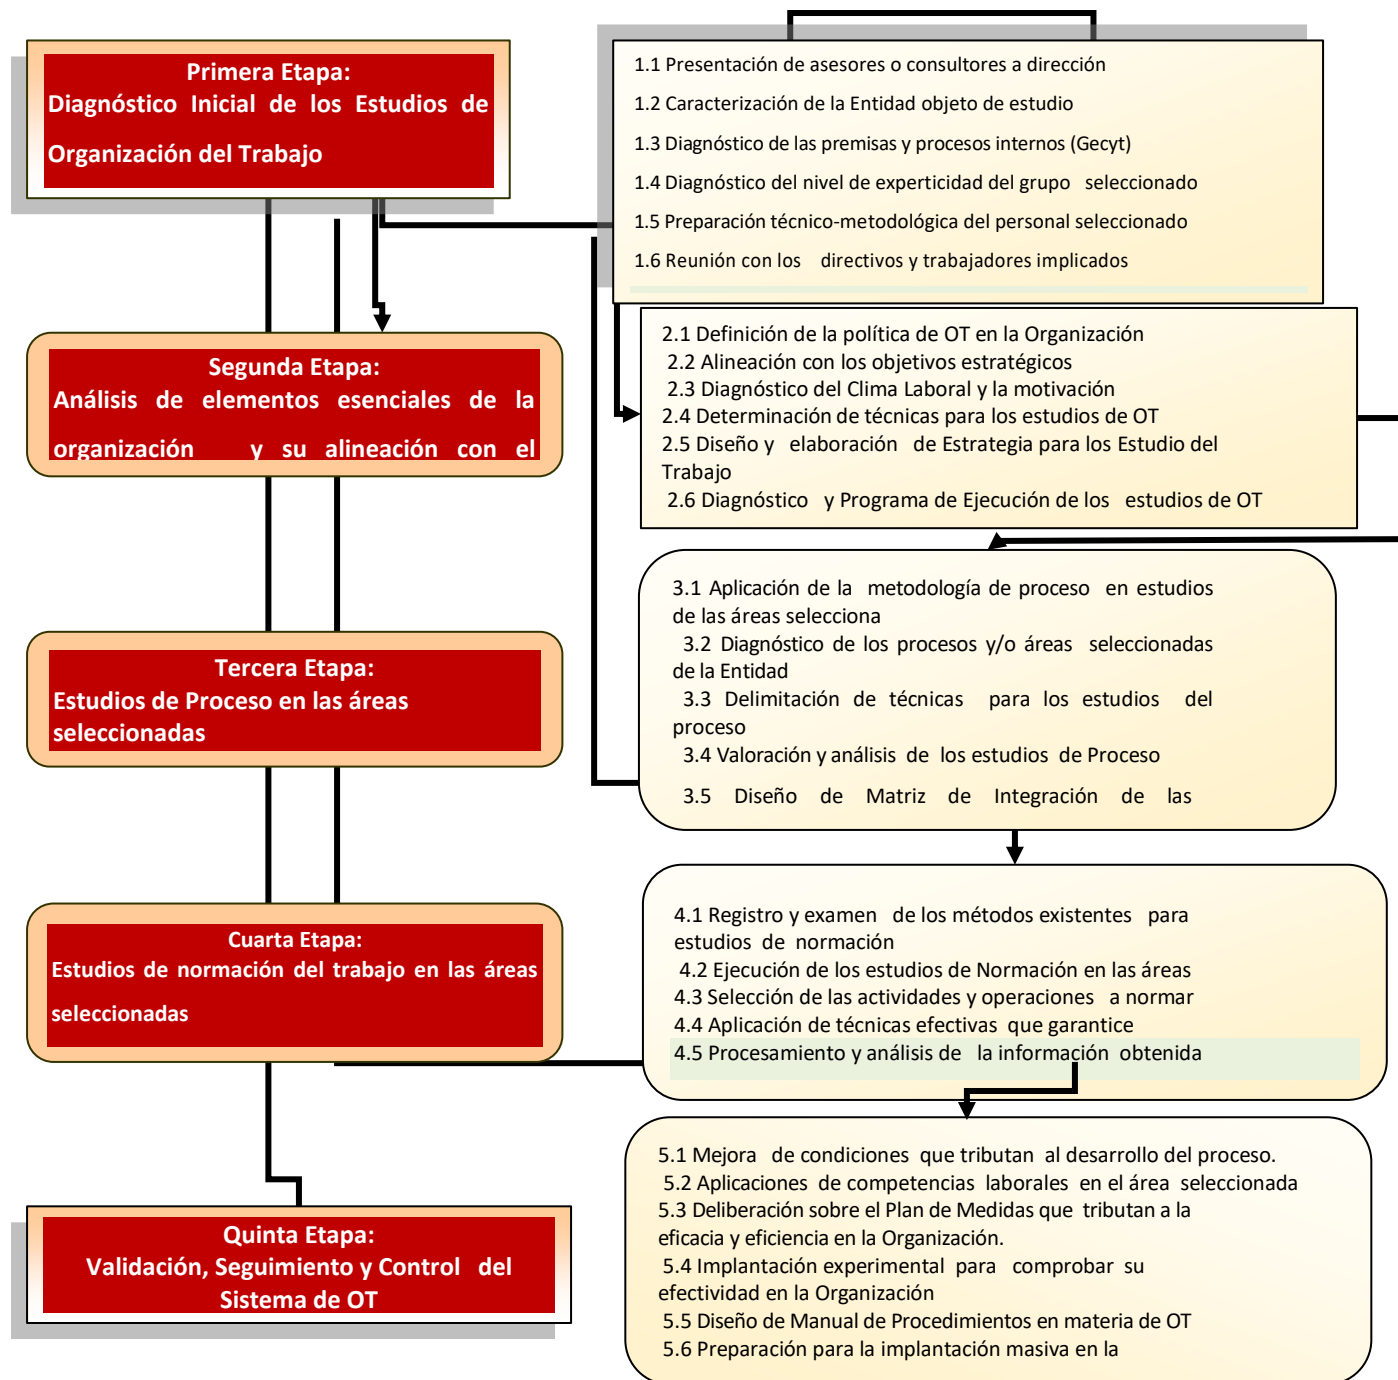 Primera Etapa:
Diagnóstico Inicial de los Estudios de
Organización del Trabajo
1.1 Presentación de asesores o consultores a dirección
1.2 Caracterización de la Entidad objeto de estudio
1.3 Diagnóstico de las premisas y procesos internos (Gecyt)
1.4 Diagnóstico del nivel de experticidad del grupo seleccionado
1.5 Preparación técnico-metodológica del personal seleccionado
1.6 Reunión con los directivos y trabajadores implicados
Segunda Etapa:
Análisis de elementos esenciales de la
organización y su alineación con el
2.1 Definición de la política de OT en la Organización
2.2 Alineación con los objetivos estratégicos
2.3 Diagnóstico del Clima Laboral y la motivación
2.4 Determinación de técnicas para los estudios de OT
2.5 Diseño y elaboración de Estrategia para los Estudio del
Trabajo
2.6 Diagnóstico y Programa de Ejecución de los estudios de OT
Tercera Etapa:
Estudios de Proceso en las áreas
seleccionadas
3.1 Aplicación de la metodología de proceso en estudios
de las áreas selecciona
3.2 Diagnóstico de los procesos y/o áreas seleccionadas
de la Entidad
3.3 Delimitación de técnicas para los estudios del
proceso
3.4 Valoración y análisis de los estudios de Proceso
3.5 Diseño de Matriz de Integración de las
Cuarta Etapa:
Estudios de normación del trabajo en las áreas
seleccionadas
4.1 Registro y examen de los métodos existentes para
estudios de normación
4.2 Ejecución de los estudios de Normación en las áreas
4.3 Selección de las actividades y operaciones a normar
4.4 Aplicación de técnicas efectivas que garantice
4.5 Procesamiento y análisis de la información obtenida
Quinta Etapa:
Validación, Seguimiento y Control del
Sistema de OT
5.1 Mejora de condiciones que tributan al desarrollo del proceso.
5.2 Aplicaciones de competencias laborales en el área seleccionada
5.3 Deliberación sobre el Plan de Medidas que tributan a la
eficacia y eficiencia en la Organización.
5.4 Implantación experimental para comprobar su
efectividad en la Organización
5.5 Diseño de Manual de Procedimientos en materia de OT
5.6 Preparación para la implantación masiva en la